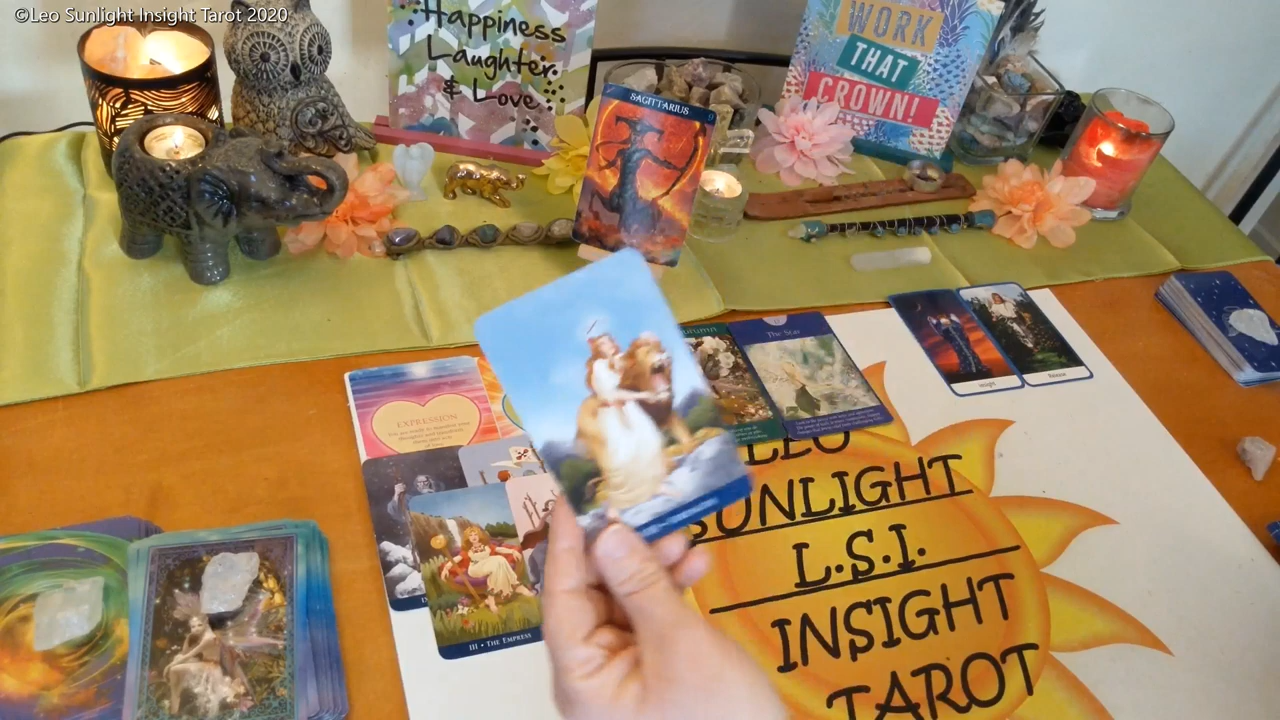 ©Leo Sunlight Insight Tarot 2020
Happiness
Laughter
& Love
WORK
THAT
CROWN!
SAGITTARIUS
9
The Star
EXPRESSION
III • THE EMPRESS
LEO
SUNLIGHT
L.S.I.
INSIGHT
TAROT